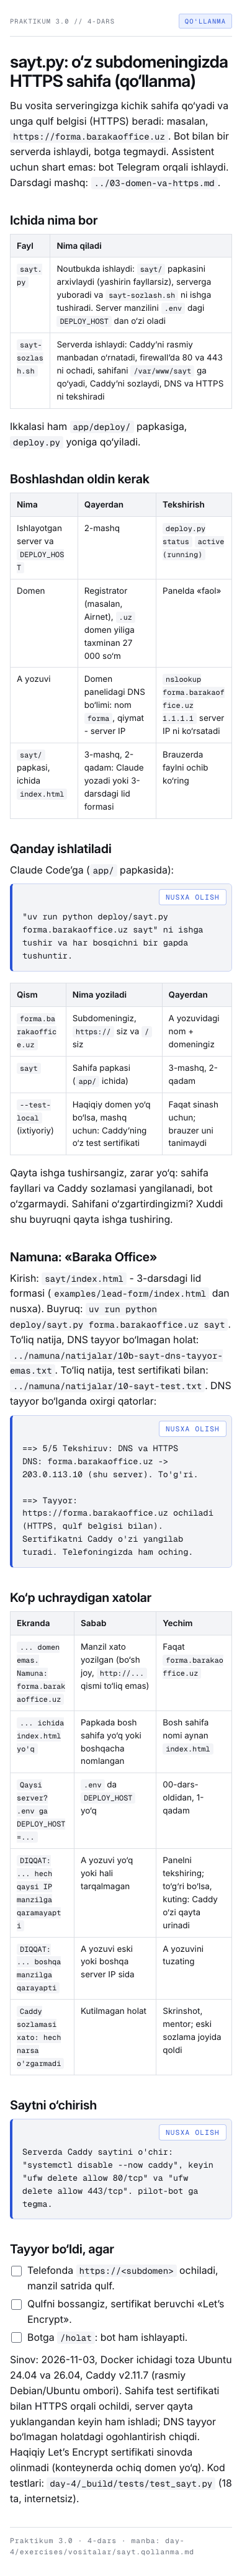 PRAKTIKUM 3.0 // 4-DARS
QO'LLANMA
sayt.py: o'z subdomeningizda
HTTPS sahifa (qo'llanma)
Bu vosita serveringizga kichik sahifa qo'yadi va
unga qulf belgisi (HTTPS) beradi: masalan,
https://forma.barakaoffice.uz . Bot bilan bir
serverda ishlaydi, botga tegmaydi. Assistent
uchun shart emas: bot Telegram orqali ishlaydi.
Darsdagi mashq: ../03-domen-va-https.md .
Ichida nima bor
Fayl
Nima qiladi
sayt.
py
Noutbukda ishlaydi: sayt/ papkasini
arxivlaydi (yashirin fayllarsiz), serverga
yuboradi va sayt-sozlash.sh ni ishga
tushiradi. Server manzilini .env dagi
DEPLOY_HOST dan o'zi oladi
sayt-
sozlas
h.sh
Serverda ishlaydi: Caddy'ni rasmiy
manbadan o'rnatadi, firewall'da 80 va 443
ni ochadi, sahifani /var/www/sayt ga
qo'yadi, Caddy'ni sozlaydi, DNS va HTTPS
ni tekshiradi
Ikkalasi ham app/deploy/ papkasiga,
deploy.py yoniga qo'yiladi.
Boshlashdan oldin kerak
Nima
Qayerdan
Tekshirish
Ishlayotgan
server va
DEPLOY_HOS
T
2-mashq
deploy.py
status active
(running)
Domen
Registrator
(masalan,
Airnet), .uz
domen yiliga
taxminan 27
000 so'm
Panelda «faol»
A yozuvi
Domen
panelidagi DNS
bo'limi: nom
forma , qiymat
- server IP
nslookup
forma.barakaof
fice.uz
1.1.1.1 server
IP ni ko'rsatadi
sayt/
papkasi,
ichida
index.html
3-mashq, 2-
qadam: Claude
yozadi yoki 3-
darsdagi lid
formasi
Brauzerda
faylni ochib
ko'ring
Qanday ishlatiladi
Claude Code'ga ( app/ papkasida):
NUSXA OLISH
"uv run python deploy/sayt.py
forma.barakaoffice.uz sayt" ni ishga
tushir va har bosqichni bir gapda
tushuntir.
Qism
Nima yoziladi
Qayerdan
forma.ba
rakaoffic
e.uz
Subdomeningiz,
https:// siz va /
siz
A yozuvidagi
nom +
domeningiz
sayt
Sahifa papkasi
( app/ ichida)
3-mashq, 2-
qadam
--test-
local
(ixtiyoriy)
Haqiqiy domen yo'q
bo'lsa, mashq
uchun: Caddy'ning
o'z test sertifikati
Faqat sinash
uchun;
brauzer uni
tanimaydi
Qayta ishga tushirsangiz, zarar yo'q: sahifa
fayllari va Caddy sozlamasi yangilanadi, bot
o'zgarmaydi. Sahifani o'zgartirdingizmi? Xuddi
shu buyruqni qayta ishga tushiring.
Namuna: «Baraka Office»
Kirish: sayt/index.html - 3-darsdagi lid
formasi ( examples/lead-form/index.html dan
nusxa). Buyruq: uv run python
deploy/sayt.py forma.barakaoffice.uz sayt .
To'liq natija, DNS tayyor bo'lmagan holat:
../namuna/natijalar/10b-sayt-dns-tayyor-
emas.txt . To'liq natija, test sertifikati bilan:
../namuna/natijalar/10-sayt-test.txt . DNS
tayyor bo'lganda oxirgi qatorlar:
NUSXA OLISH
==> 5/5 Tekshiruv: DNS va HTTPS
DNS: forma.barakaoffice.uz ->
203.0.113.10 (shu server). To'g'ri.
==> Tayyor:
https://forma.barakaoffice.uz ochiladi
(HTTPS, qulf belgisi bilan).
Sertifikatni Caddy o'zi yangilab
turadi. Telefoningizda ham oching.
Ko'p uchraydigan xatolar
Ekranda
Sabab
Yechim
... domen
emas.
Namuna:
forma.barak
aoffice.uz
Manzil xato
yozilgan (bo'sh
joy, http://...
qismi to'liq emas)
Faqat
forma.barakao
ffice.uz
... ichida
index.html
yo'q
Papkada bosh
sahifa yo'q yoki
boshqacha
nomlangan
Bosh sahifa
nomi aynan
index.html
Qaysi
server?
.env ga
DEPLOY_HOST
=...
.env da
DEPLOY_HOST
yo'q
00-dars-
oldidan, 1-
qadam
DIQQAT:
... hech
qaysi IP
manzilga
qaramayapt
i
A yozuvi yo'q
yoki hali
tarqalmagan
Panelni
tekshiring;
to'g'ri bo'lsa,
kuting: Caddy
o'zi qayta
urinadi
DIQQAT:
... boshqa
manzilga
qarayapti
A yozuvi eski
yoki boshqa
server IP sida
A yozuvini
tuzating
Caddy
sozlamasi
xato: hech
narsa
o'zgarmadi
Kutilmagan holat
Skrinshot,
mentor; eski
sozlama joyida
qoldi
Saytni o'chirish
NUSXA OLISH
Serverda Caddy saytini o'chir:
"systemctl disable --now caddy", keyin
"ufw delete allow 80/tcp" va "ufw
delete allow 443/tcp". pilot-bot ga
tegma.
Tayyor bo'ldi, agar
Telefonda https://<subdomen> ochiladi,
manzil satrida qulf.
Qulfni bossangiz, sertifikat beruvchi «Let's
Encrypt».
Botga /holat : bot ham ishlayapti.
Sinov: 2026-11-03, Docker ichidagi toza Ubuntu
24.04 va 26.04, Caddy v2.11.7 (rasmiy
Debian/Ubuntu ombori). Sahifa test sertifikati
bilan HTTPS orqali ochildi, server qayta
yuklangandan keyin ham ishladi; DNS tayyor
bo'lmagan holatdagi ogohlantirish chiqdi.
Haqiqiy Let's Encrypt sertifikati sinovda
olinmadi (konteynerda ochiq domen yo'q). Kod
testlari: day-4/_build/tests/test_sayt.py (18
ta, internetsiz).
Praktikum 3.0 · 4-dars · manba: day-
4/exercises/vositalar/sayt.qollanma.md